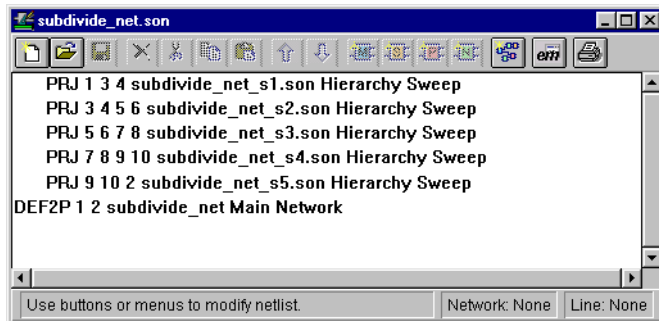 subdivide_net.son
M S P N em
PRJ 1 3 4 subdivide_net_s1.son Hierarchy Sweep
PRJ 3 4 5 6 subdivide_net_s2.son Hierarchy Sweep
PRJ 5 6 7 8 subdivide_net_s3.son Hierarchy Sweep
PRJ 7 8 9 10 subdivide_net_s4.son Hierarchy Sweep
PRJ 9 10 2 subdivide_net_s5.son Hierarchy Sweep
DEF2P 1 2 subdivide_net Main Network
Use buttons or menus to modify netlist. Network: None Line: None